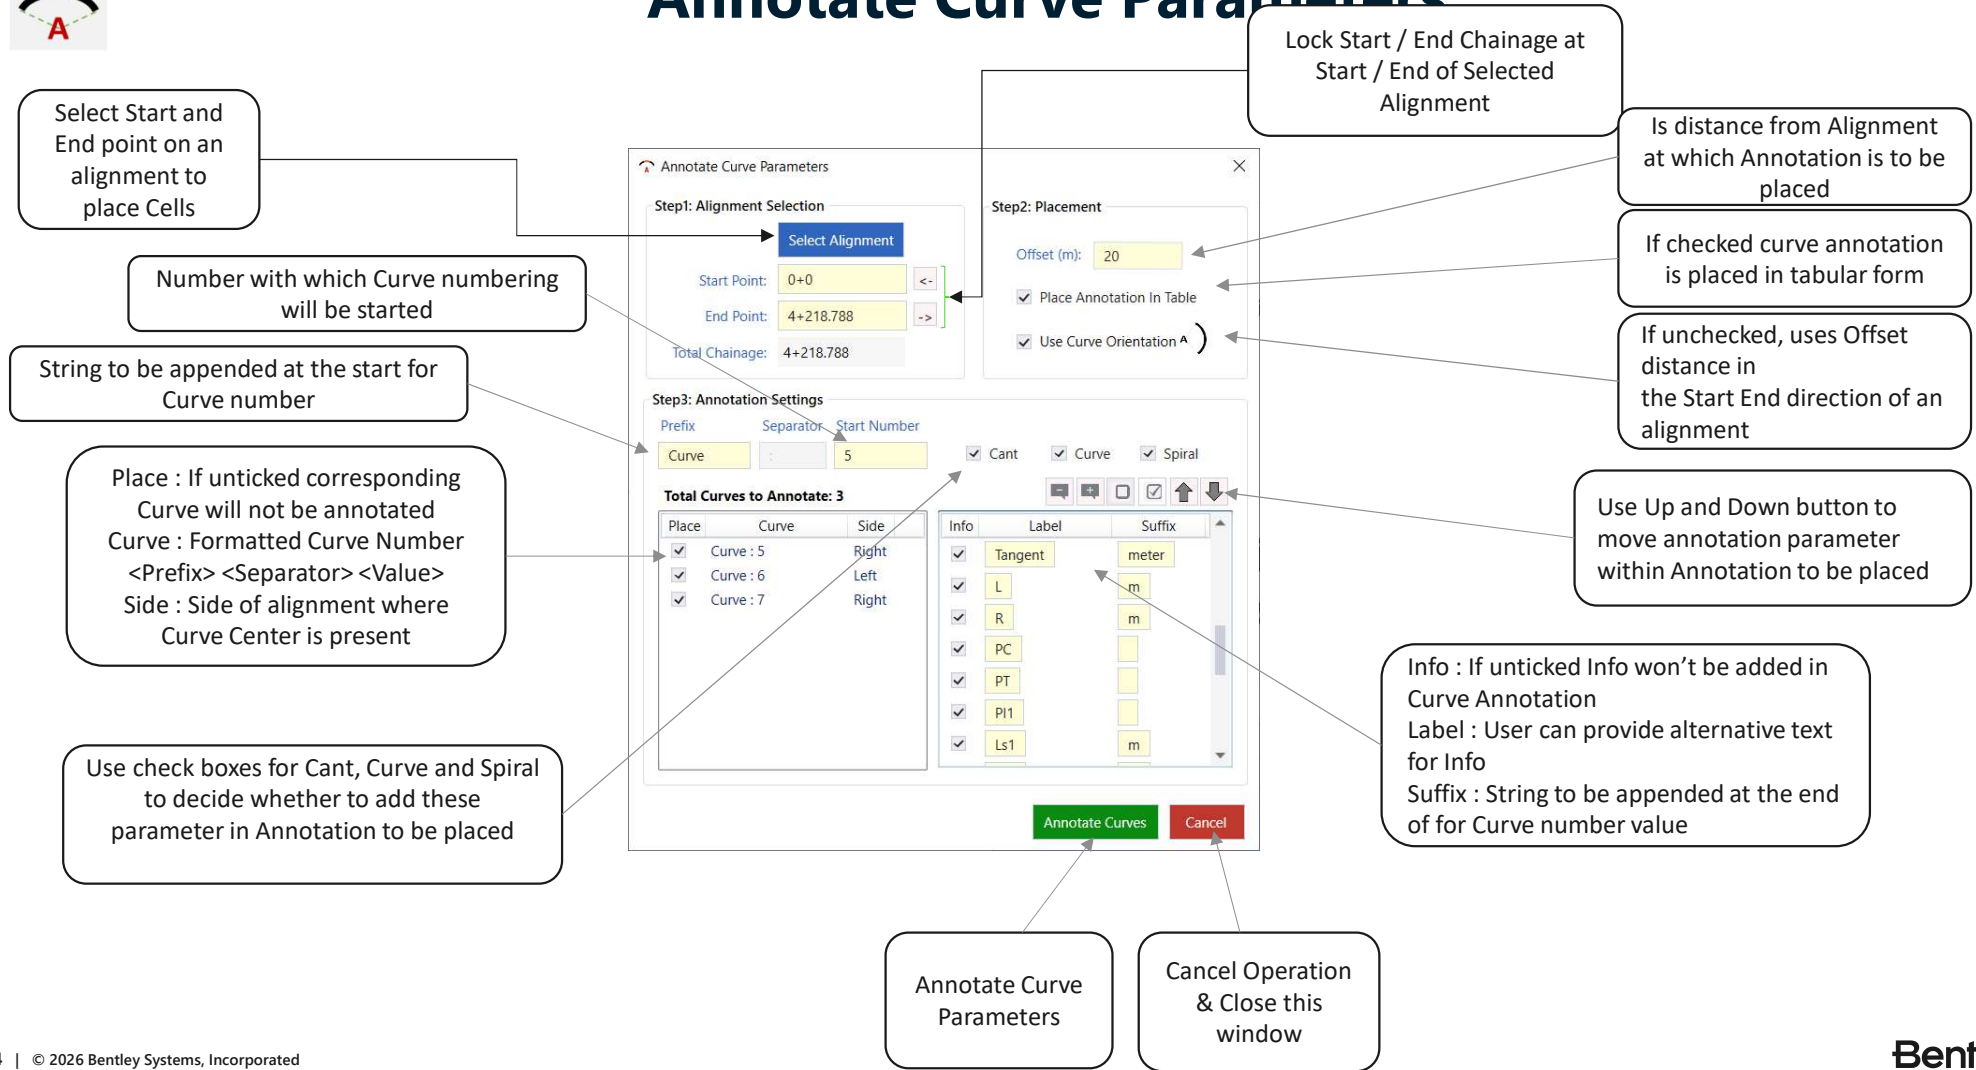 Annotate Curve Parameters
A
Lock Start / End Chainage at
Start / End of Selected
Alignment
Select Start and
End point on an
alignment to
place Cells
Is distance from Alignment
at which Annotation is to be
placed
If checked curve annotation
is placed in tabular form
If unchecked, uses Offset
distance in
the Start End direction of an
alignment
Number with which Curve numbering
will be started
String to be appended at the start for
Curve number
Place : If unticked corresponding
Curve will not be annotated
Curve : Formatted Curve Number
<Prefix> <Separator> <Value>
Side : Side of alignment where
Curve Center is present
Use check boxes for Cant, Curve and Spiral
to decide whether to add these
parameter in Annotation to be placed
Annotate Curve Parameters
Step1: Alignment Selection
Select Alignment
Start Point: 0+0 <-
End Point: 4+218.788 ->
Total Chainage: 4+218.788
Step2: Placement
Offset (m): 20
Place Annotation In Table
Use Curve Orientation A
Step3: Annotation Settings
Prefix Separator Start Number
Curve : 5
Cant Curve Spiral
Total Curves to Annotate: 3
Place Curve Side
Curve : 5 Right
Curve : 6 Left
Curve : 7 Right
Info Label Suffix
Tangent meter
L m
R m
PC
PT
PI1
Ls1 m
Annotate Curves Cancel
Use Up and Down button to
move annotation parameter
within Annotation to be placed
Info : If unticked Info won’t be added in
Curve Annotation
Label : User can provide alternative text
for Info
Suffix : String to be appended at the end
of for Curve number value
Annotate Curve
Parameters
Cancel Operation
& Close this
window
| © 2026 Bentley Systems, Incorporated
Bent